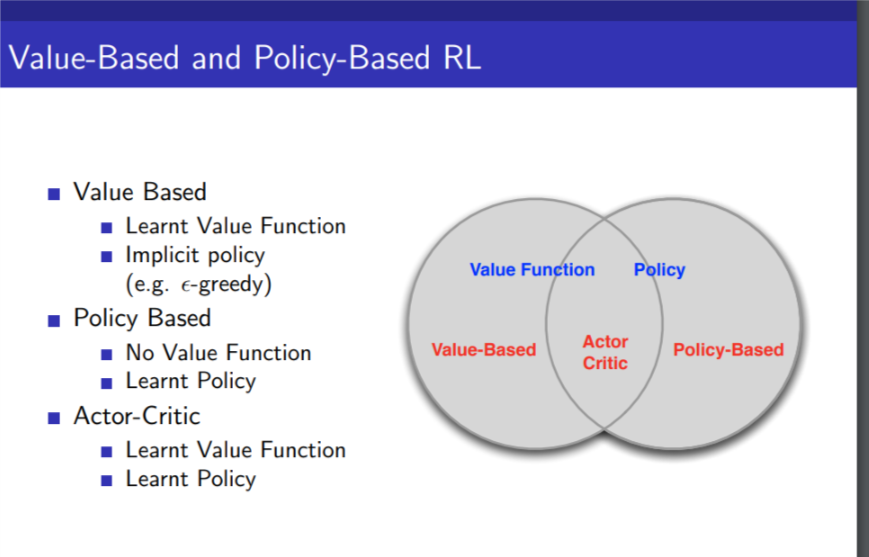 Value-Based and Policy-Based RL
Value Based
Learnt Value Function
Implicit policy
(e.g. ϵ-greedy)
Policy Based
No Value Function
Learnt Policy
Actor-Critic
Learnt Value Function
Learnt Policy
Value Function
Policy
Value-Based
Actor
Critic
Policy-Based